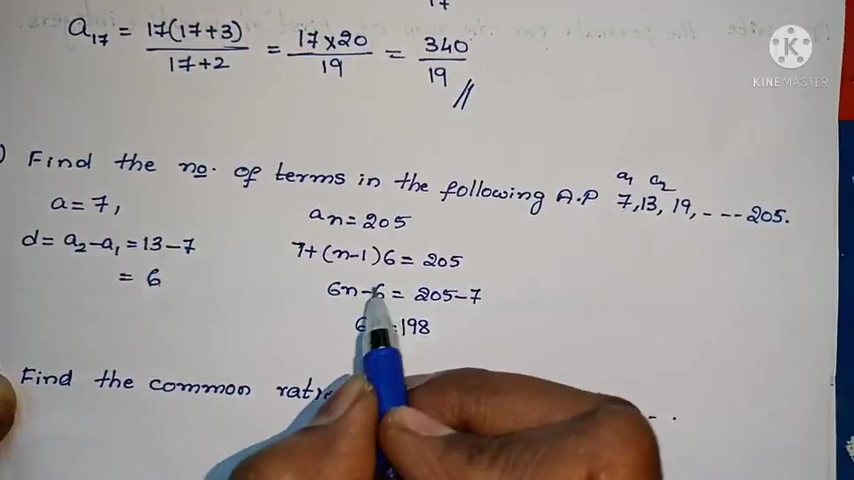 a17 = 17(17+3) / 17+2 = 17×20 / 19 = 340 / 19 //
KINEMASTER
) Find the no. of terms in the following A.P 7, 13, 19, ---- 205.
a1 a2
a = 7,
an = 205
d = a2 - a1 = 13 - 7
7 + (n-1) 6 = 205
= 6
6n - 6 = 205 - 7
6 = 198
Find the common